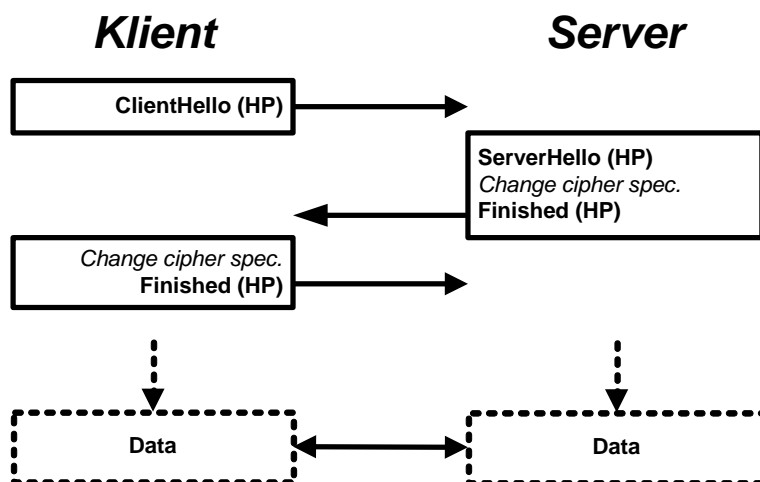 Klient
Server
ClientHello (HP)
ServerHello (HP)
Change cipher spec.
Finished (HP)
Change cipher spec.
Finished (HP)
Data
Data